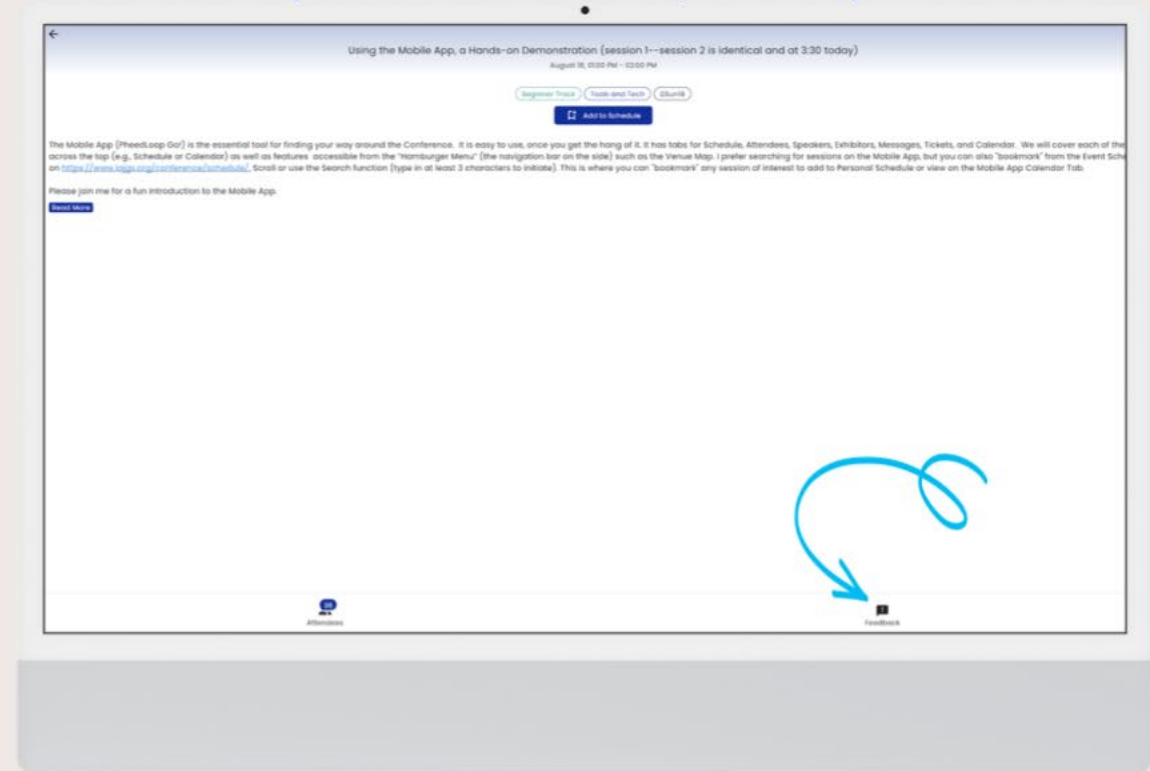 Using the Mobile App, a Hands-on Demonstration (session 1--session 2 is identical and at 3:30 today)
August 18, 01:00 PM - 02:00 PM
Beginner Track Tools and Tech GSun18
Add to Schedule
The Mobile App (PheedLoop Go!) is the essential tool for finding your way around the Conference. It is easy to use, once you get the hang of it. It has tabs for Schedule, Attendees, Speakers, Exhibitors, Messages, Tickets, and Calendar. We will cover each of the
across the top (e.g., Schedule or Calendar) as well as features accessible from the "Hamburger Menu" (the navigation bar on the side) such as the Venue Map. I prefer searching for sessions on the Mobile App, but you can also "bookmark" from the Event Sche
on https://www.iajgs.org/conference/schedule/. Scroll or use the Search function (type in at least 3 characters to initiate). This is where you can "bookmark" any session of interest to add to Personal Schedule or view on the Mobile App Calendar Tab.
Please join me for a fun introduction to the Mobile App.
Read More
Attendees
Feedback